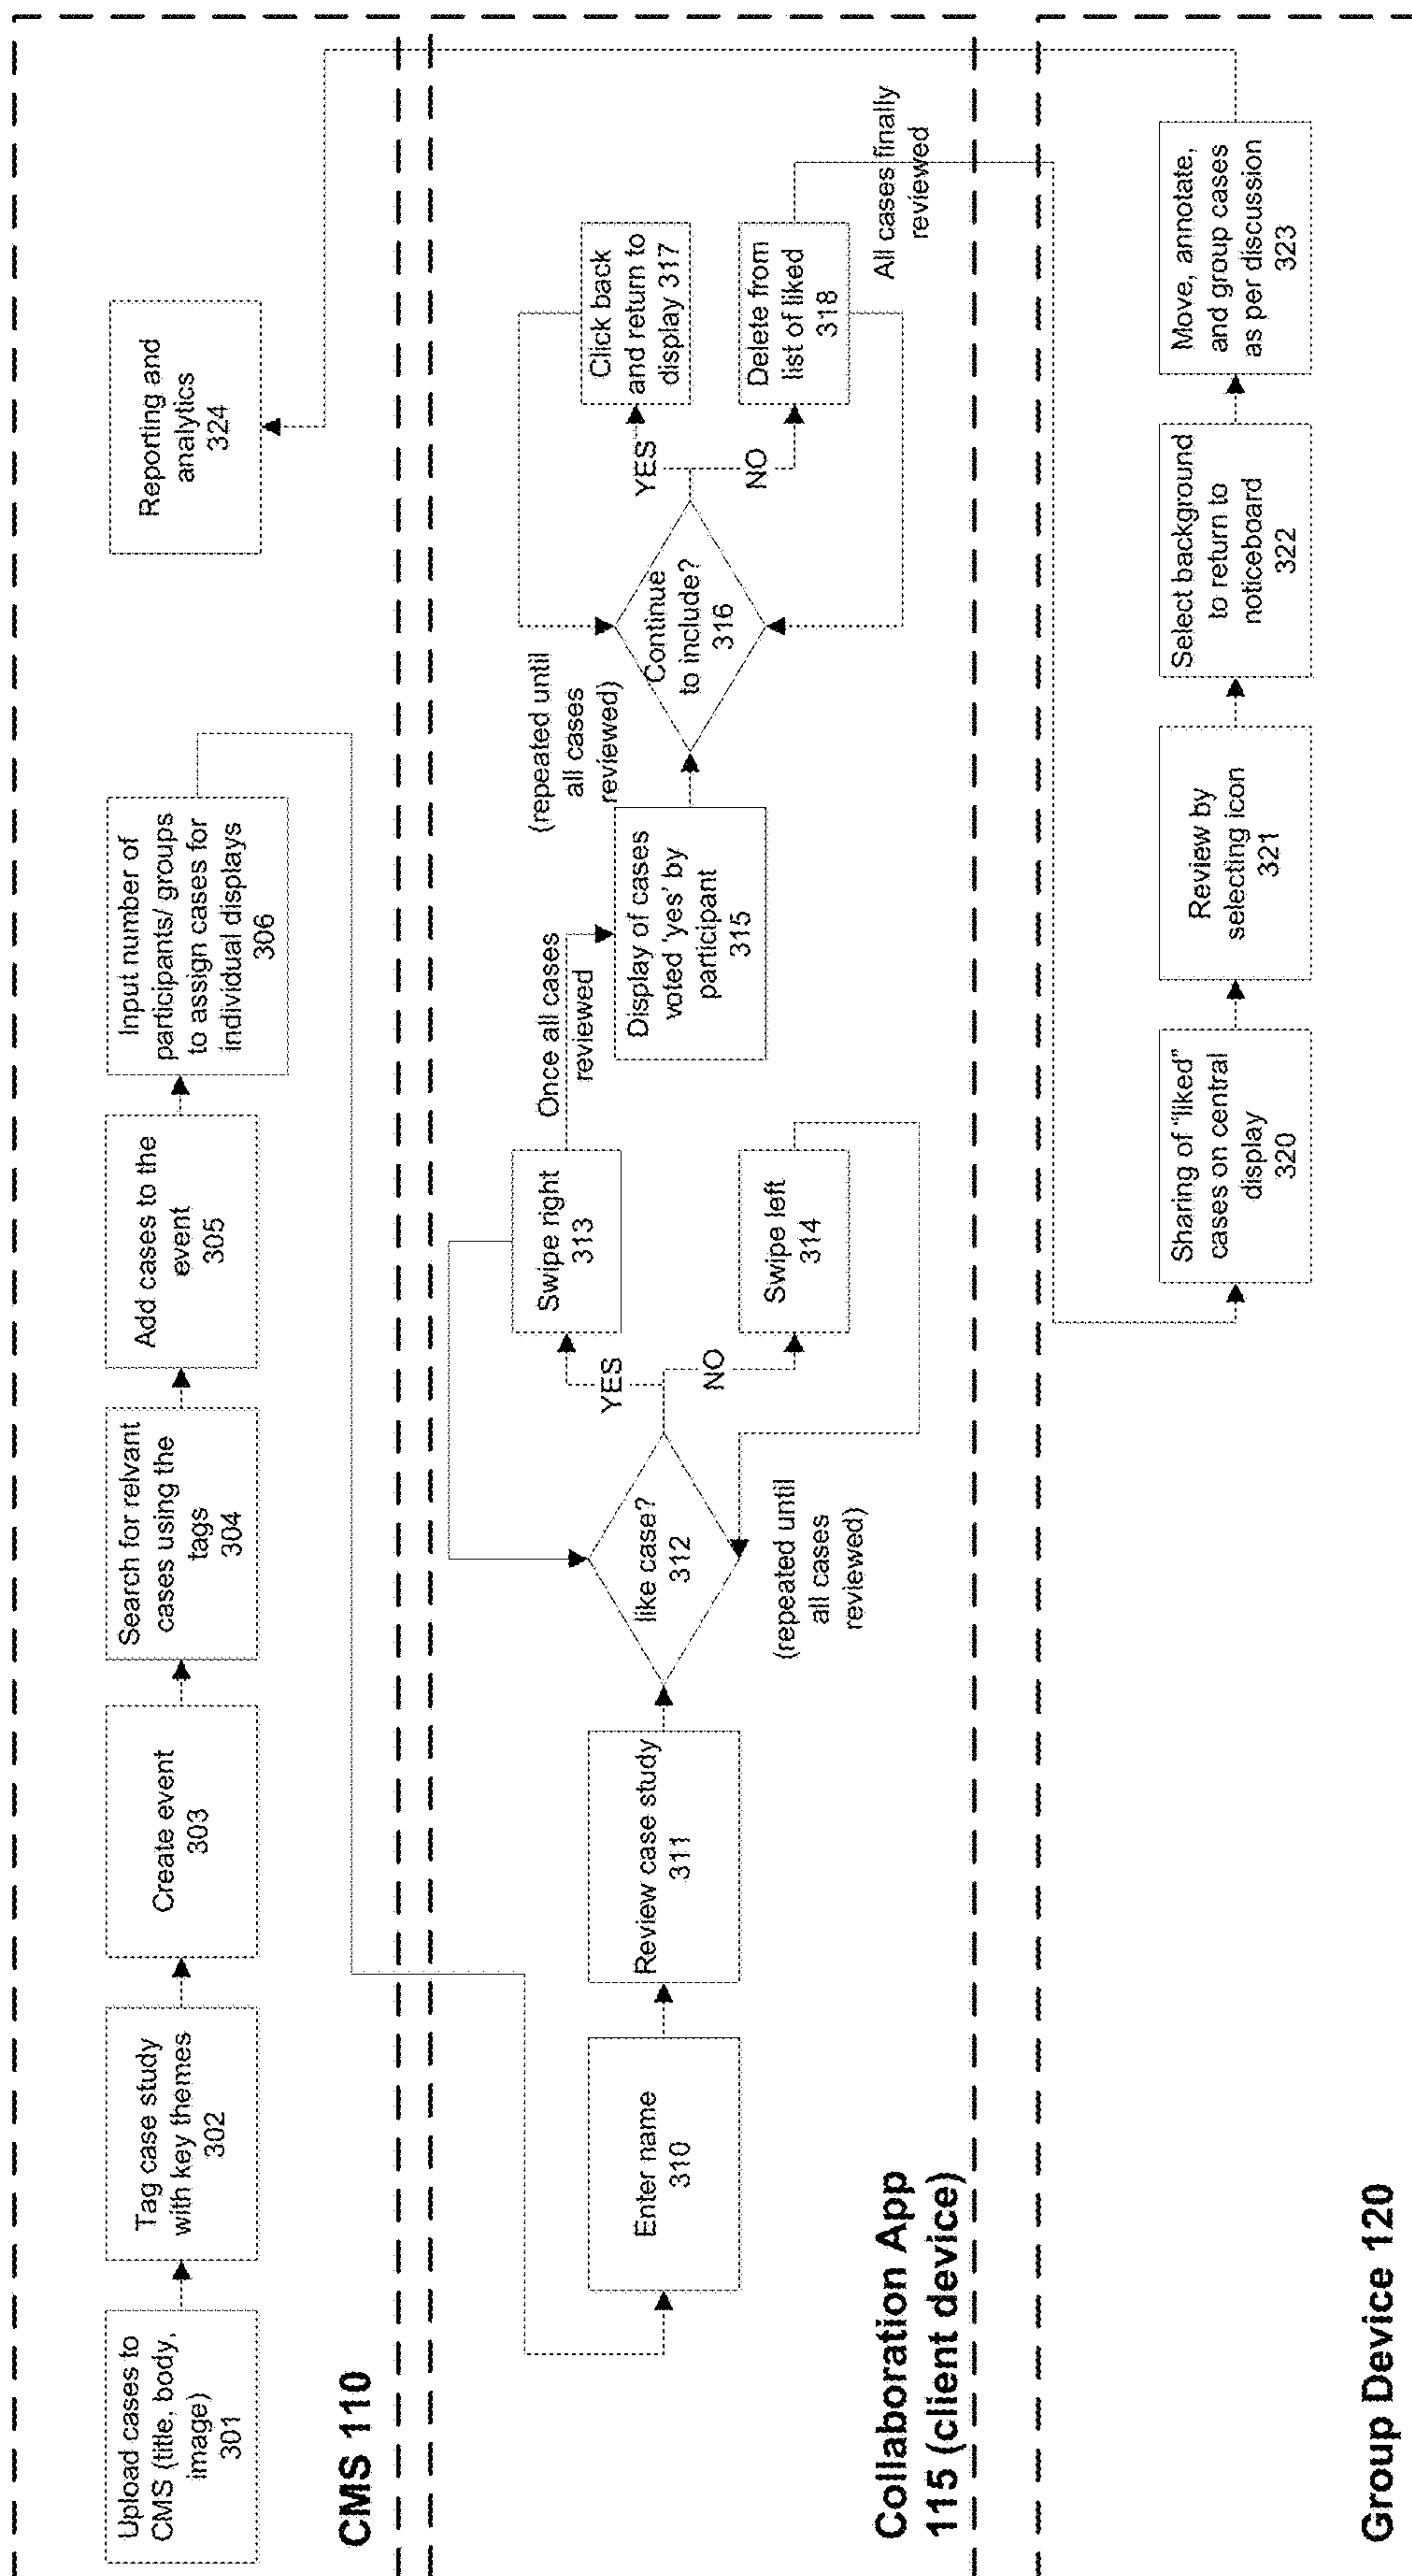 Upload cases to
CMS (title, body,
image)
301
Tag case study
with key themes
302
Create event
303
Search for relvant
cases using the
tags
304
Add cases to the
event
305
Input number of
participants/ groups
to assign cases for
individual displays
306
Reporting and
analytics
324
CMS 110
Enter name
310
Review case study
311
like case?
312
(repeated until
all cases
reviewed)
YES
NO
Swipe right
313
Swipe left
314
Once all cases
reviewed
Display of cases
voted 'yes' by
participant
315
(repeated until
all cases
reviewed)
Continue
to include?
316
YES
NO
Click back
and return to
display 317
Delete from
list of liked
318
All cases finally
reviewed
Collaboration App
115 (client device)
Sharing of "liked"
cases on central
display
320
Review by
selecting icon
321
Select background
to return to
noticeboard
322
Move, annotate,
and group cases
as per discussion
323
Group Device 120